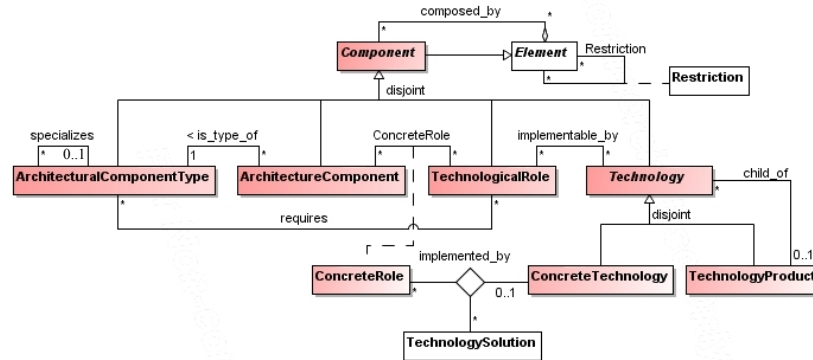 composed_by
*
*
Component
Element
Restriction
*
*
Restriction
disjoint
specializes
*
0..1
< is_type_of
1
*
ConcreteRole
*
*
implementable_by
*
*
ArchitecturalComponentType
ArchitectureComponent
TechnologicalRole
Technology
child_of
*
*
requires
*
disjoint
implemented_by
0..1
ConcreteRole
*
0..1
ConcreteTechnology
TechnologyProduct
*
TechnologySolution